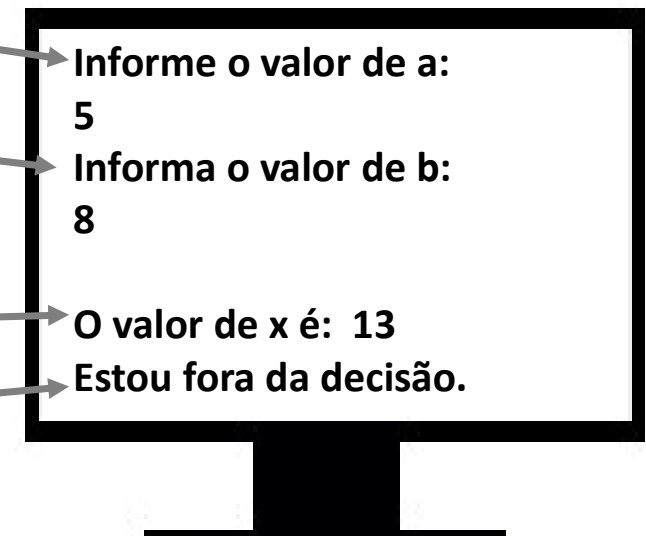 Informe o valor de a:
5
Informa o valor de b:
8
O valor de x é: 13
Estou fora da decisão.